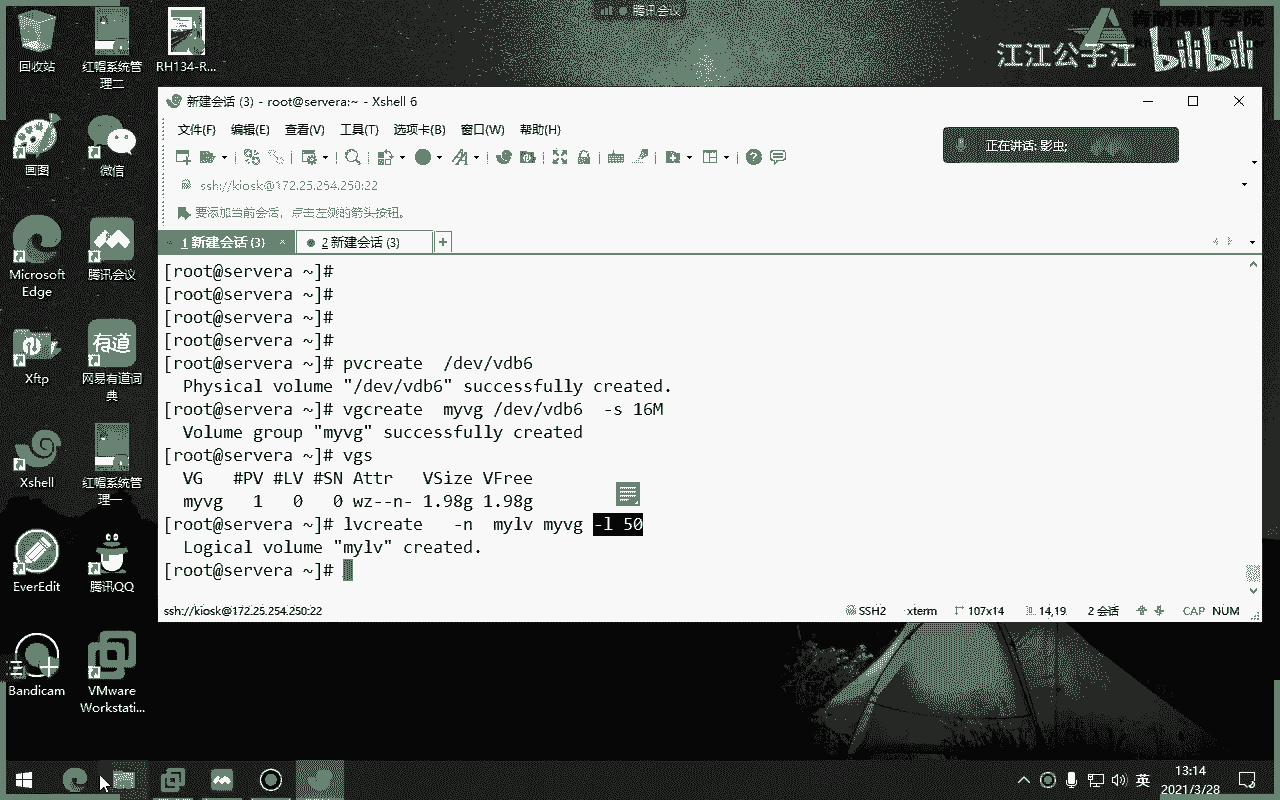 腾讯会议
肯耐博IT学院
江江公子江 bilibili
回收站
红帽系统管理二
RH134-R...
画图
微信
Microsoft Edge
腾讯会议
Xftp
网易有道词典
有道
Xshell
红帽系统管理一
EverEdit
腾讯QQ
Bandicam
VMware Workstati...
新建会话 (3) - root@servera:~ - Xshell 6
文件(F) 编辑(E) 查看(V) 工具(T) 选项卡(B) 窗口(W) 帮助(H)
正在讲话: 影虫;
ssh://kiosk@172.25.254.250:22
要添加当前会话，点击左侧的箭头按钮。
1 新建会话 (3) × 2 新建会话 (3) +
[root@servera ~]#
[root@servera ~]#
[root@servera ~]#
[root@servera ~]#
[root@servera ~]# pvcreate  /dev/vdb6
  Physical volume "/dev/vdb6" successfully created.
[root@servera ~]# vgcreate  myvg /dev/vdb6  -s 16M
  Volume group "myvg" successfully created
[root@servera ~]# vgs
  VG   #PV #LV #SN Attr   VSize VFree
  myvg   1   0   0 wz--n- 1.98g 1.98g
[root@servera ~]# lvcreate   -n  mylv myvg -l 50
  Logical volume "mylv" created.
[root@servera ~]#
ssh://kiosk@172.25.254.250:22 SSH2 xterm 107x14 14,19 2 会话 CAP NUM
英 13:14
2021/3/28